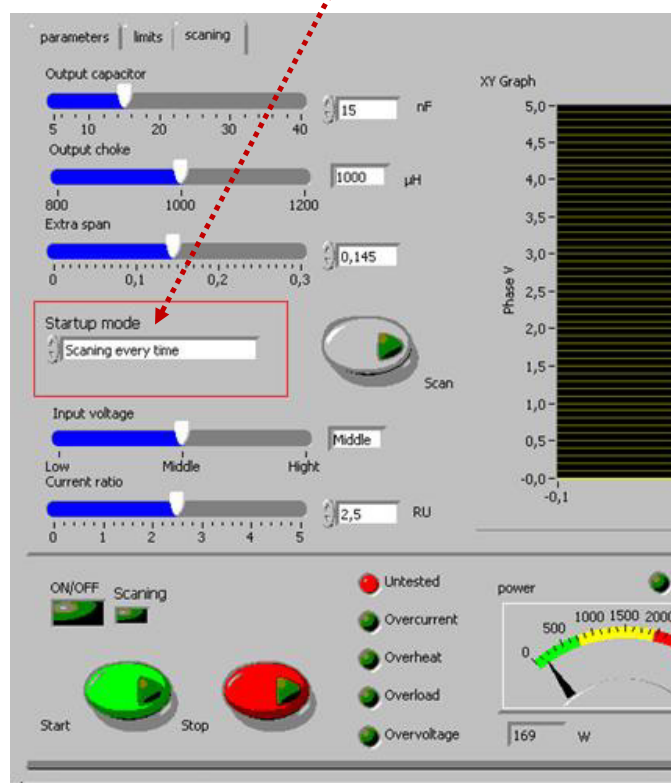 parameters limits scaning
Output capacitor
15 nF
5 10 20 30 40
Output choke
1000 µH
800 1000 1200
Extra span
0,145
0 0,1 0,2 0,3
Startup mode
Scaning every time
Scan
Input voltage
Middle
Low Middle Hight
Current ratio
2,5 RU
0 1 2 3 4 5
XY Graph
Phase V
5,0
4,5
4,0
3,5
3,0
2,5
2,0
1,5
1,0
0,5
-0,0
-0,1
ON/OFF Scaning
Start Stop
Untested
Overcurrent
Overheat
Overload
Overvoltage
power
0 500 1000 1500 2000
169 W